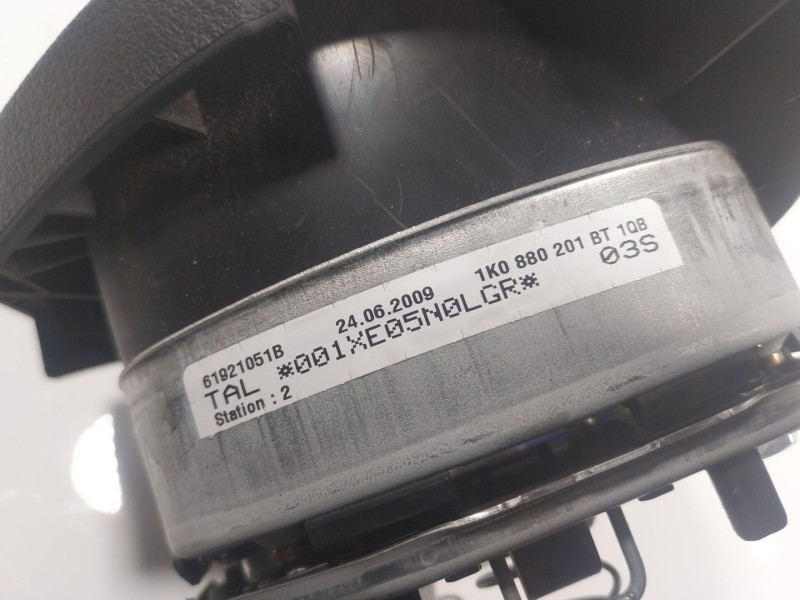 61921051B 24.06.2009 1K0 880 201 BT 1QB
TAL *001XE05N0LGR* 03S
Station : 2